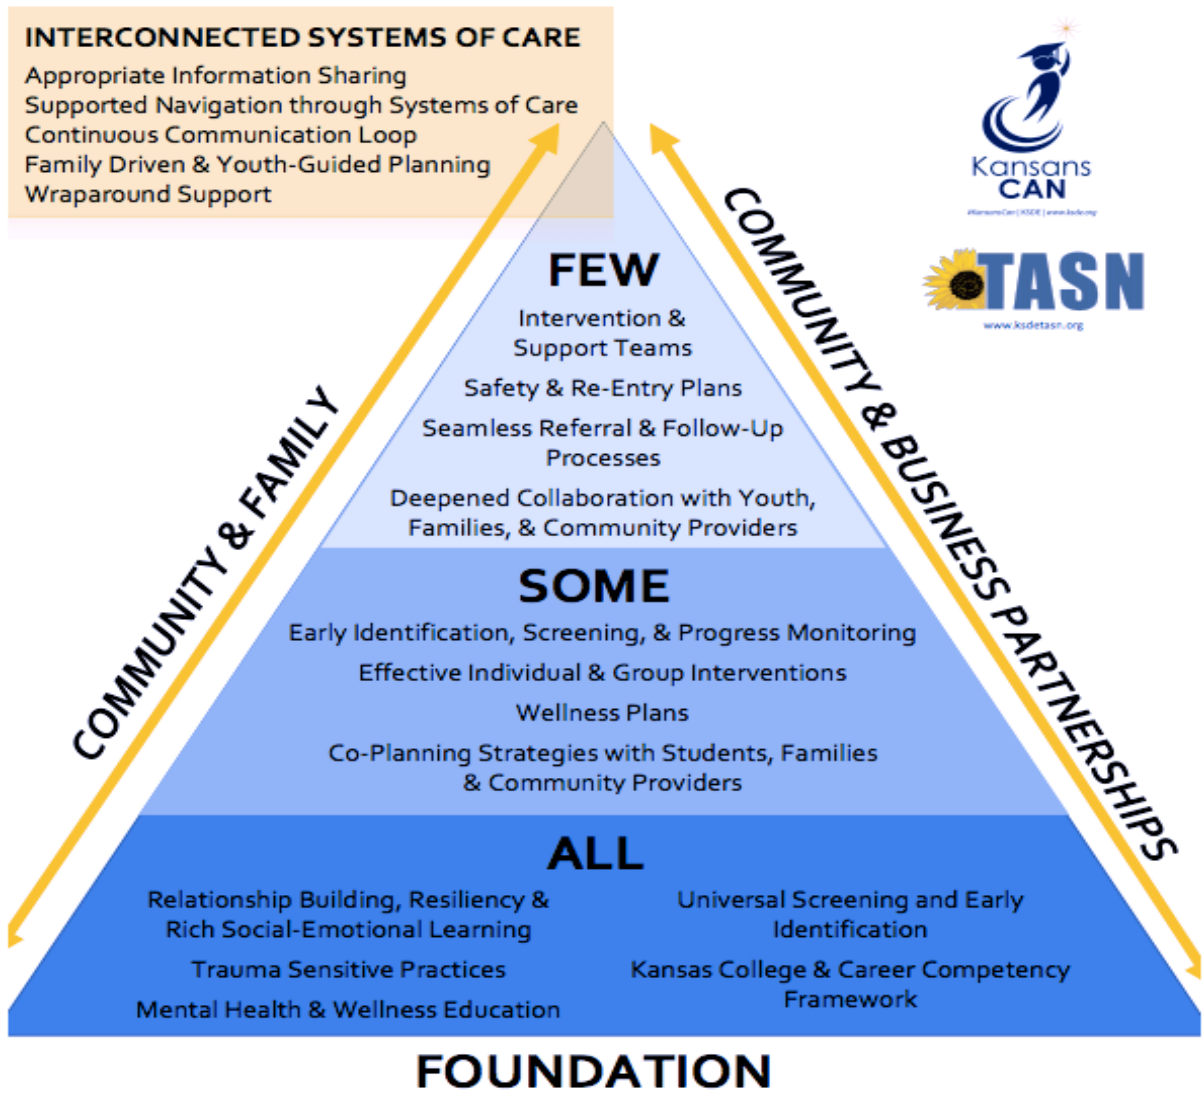 INTERCONNECTED SYSTEMS OF CARE
Appropriate Information Sharing
Supported Navigation through Systems of Care
Continuous Communication Loop
Family Driven & Youth-Guided Planning
Wraparound Support
Kansans
CAN
#KansansCan | KSDE | www.ksde.org
TASN
www.ksdetasn.org
COMMUNITY & FAMILY
COMMUNITY & BUSINESS PARTNERSHIPS
FEW
Intervention &
Support Teams
Safety & Re-Entry Plans
Seamless Referral & Follow-Up
Processes
Deepened Collaboration with Youth,
Families, & Community Providers
SOME
Early Identification, Screening, & Progress Monitoring
Effective Individual & Group Interventions
Wellness Plans
Co-Planning Strategies with Students, Families
& Community Providers
ALL
Relationship Building, Resiliency &
Rich Social-Emotional Learning
Trauma Sensitive Practices
Mental Health & Wellness Education
Universal Screening and Early
Identification
Kansas College & Career Competency
Framework
FOUNDATION